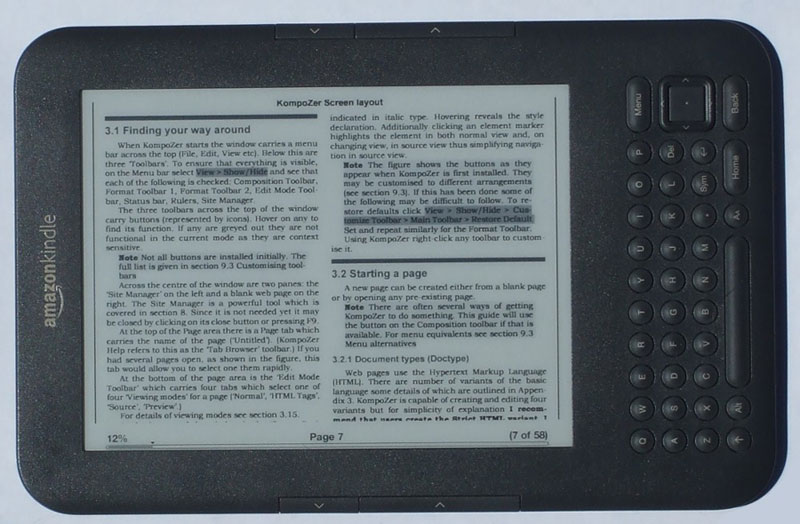 amazonkindle
KompoZer Screen layout
3.1 Finding your way around
When KompoZer starts the window carries a menu
bar across the top (File, Edit, View etc). Below this are
three 'Toolbars'. To ensure that everything is visible,
on the Menu bar select View > Show/Hide and see that
each of the following is checked: Composition Toolbar,
Format Toolbar 1, Format Toolbar 2, Edit Mode Tool-
bar, Status bar, Rulers, Site Manager.
The three toolbars across the top of the window
carry buttons (represented by icons). Hover on any to
find its function. If any are greyed out they are not
functional in the current mode as they are context
sensitive.
Note Not all buttons are installed initially. The
full list is given in section 9.3 Customising tool-
bars
Across the centre of the window are two panes: the
'Site Manager' on the left and a blank web page on the
right. The Site Manager is a powerful tool which is
covered in section 8. Since it is not needed yet it may
be closed by clicking on its close button or pressing F9.
At the top of the Page area there is a Page tab which
carries the name of the page ('Untitled'). (KompoZer
Help refers to this as the 'Tab Browser' toolbar.) If you
had several pages open, as shown in the figure, this
tab would allow you to select one them rapidly.
At the bottom of the page area is the 'Edit Mode
Toolbar' which carries four tabs which select one of
four 'Viewing modes' for a page ('Normal', 'HTML Tags',
'Source', 'Preview'.)
For details of viewing modes see section 3.15.
indicated in italic type. Hovering reveals the style
declaration. Additionally clicking an element marker
highlights the element in both normal view and, on
changing view, in source view thus simplifying naviga-
tion in source view.
Note The figure shows the buttons as they
appear when KompoZer is first installed. They
may be customised to different arrangements
(see section 9.3). If this has been done some of
the following may be difficult to follow. To re-
store defaults click View > Show/Hide > Cus-
tomise Toolbar > Main Toolbar > Restore Default
Set and repeat similarly for the Format Toolbar.
Using KompoZer right-click any toolbar to custom-
ise it.
3.2 Starting a page
A new page can be created either from a blank page
or by opening any pre-existing page.
Note There are often several ways of getting
KompoZer to do something. This guide will use
the button on the Composition toolbar if that is
available. For menu equivalents see section 9.3
Menu alternatives
3.2.1 Document types (Doctype)
Web pages use the Hypertext Markup Language
(HTML). There are number of variants of the basic
language some details of which are outlined in Appen-
dix 3. KompoZer is capable of creating and editing four
variants but for simplicity of explanation I recom-
mend that users create the Strict HTML variant. I
12%
Page 7
(7 of 58)
Menu
Back
Q W E R T Y U I O P
A S D F G H J K L Del
Z X C V B N M .
Alt Aa Sym Home